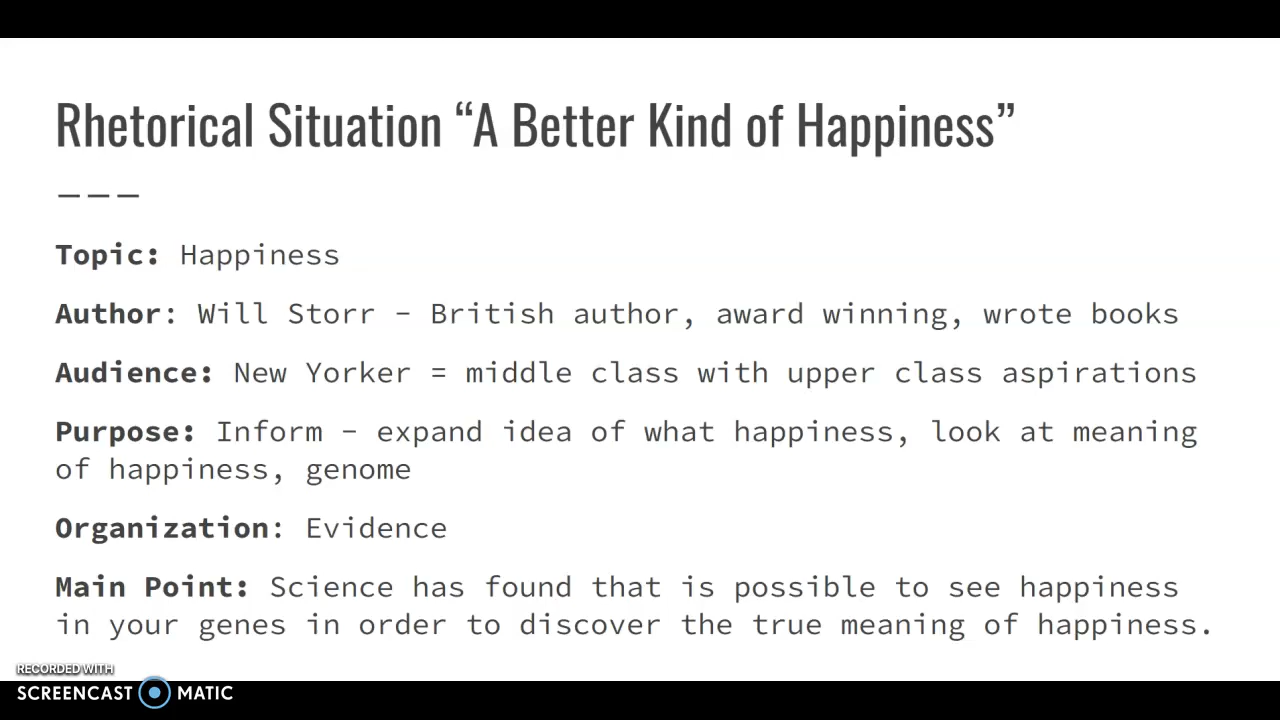 Rhetorical Situation “A Better Kind of Happiness”
Topic: Happiness
Author: Will Storr – British author, award winning, wrote books
Audience: New Yorker = middle class with upper class aspirations
Purpose: Inform – expand idea of what happiness, look at meaning
of happiness, genome
Organization: Evidence
Main Point: Science has found that is possible to see happiness
in your genes in order to discover the true meaning of happiness.
RECORDED WITH
SCREENCAST MATIC